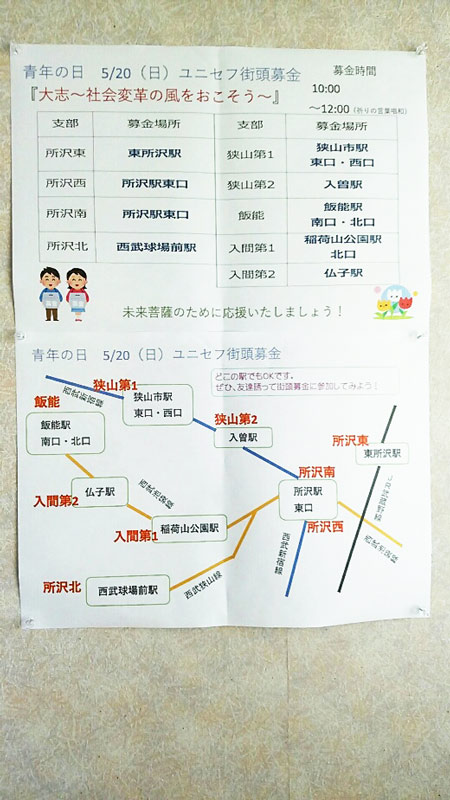 青年の日 5/20（日）ユニセフ街頭募金
募金時間
10:00
～12:00（祈りの言葉唱和）
『大志～社会変革の風をおこそう～』
支部 募金場所 支部 募金場所
所沢東 東所沢駅 狭山第1 狭山市駅
東口・西口
所沢西 所沢駅東口 狭山第2 入曽駅
所沢南 所沢駅東口 飯能 飯能駅
南口・北口
所沢北 西武球場前駅 入間第1 稲荷山公園駅
北口
入間第2 仏子駅
募金 募金
未来菩薩のために応援いたしましょう！
青年の日 5/20（日）ユニセフ街頭募金
どこの駅でもOKです。
ぜひ、友達誘って街頭募金に参加してみよう！
狭山第1
西武新宿線
狭山市駅
東口・西口
飯能
飯能駅
南口・北口
狭山第2
入曽駅
所沢東
東所沢駅
入間第2
仏子駅
西武池袋線
所沢南
所沢駅
東口
所沢西
JR武蔵野線
入間第1
稲荷山公園駅
西武新宿線
西武池袋線
所沢北
西武球場前駅
西武狭山線